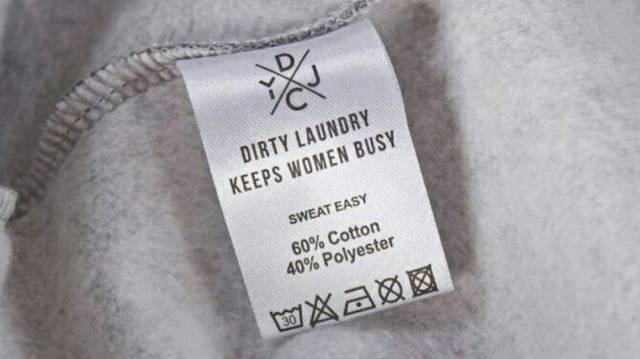 D
Y J
C
DIRTY LAUNDRY
KEEPS WOMEN BUSY
SWEAT EASY
60% Cotton
40% Polyester
30